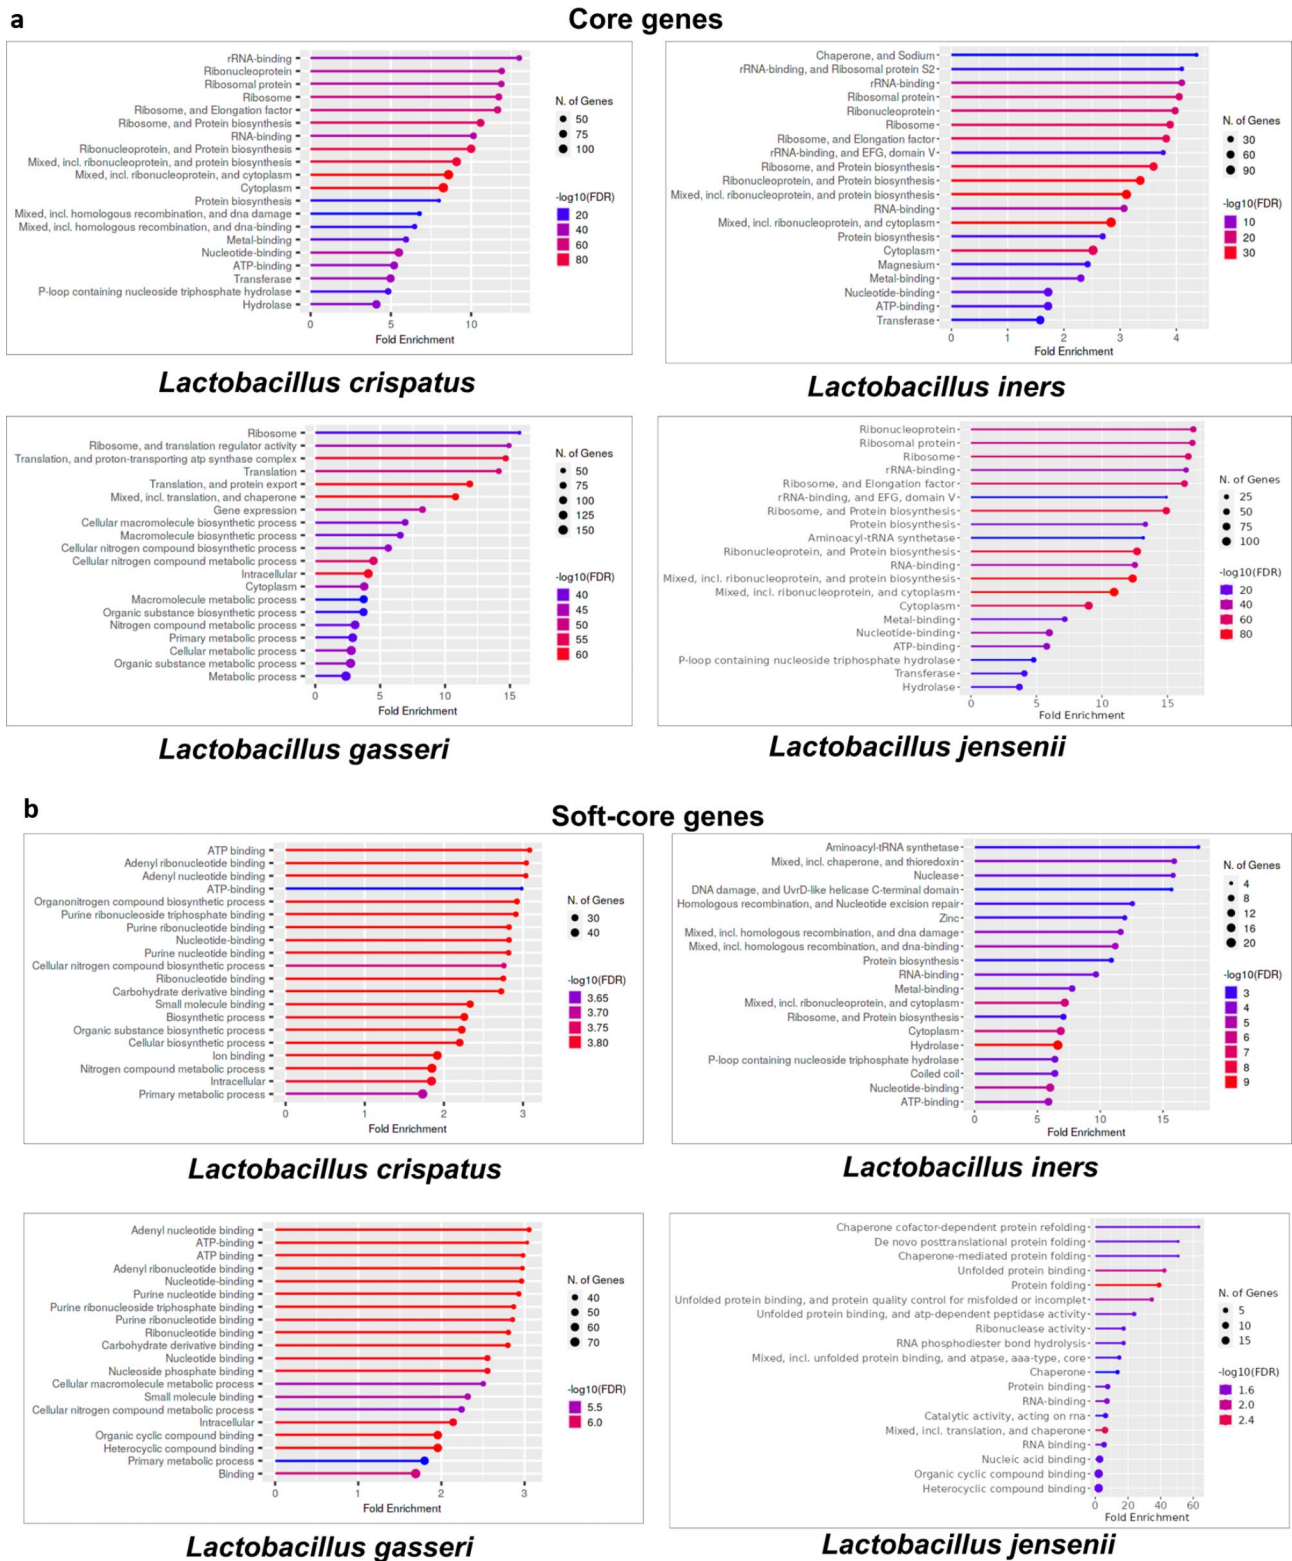 a
Core genes
rRNA-binding
Ribonucleoprotein
Ribosomal protein
Ribosome
Ribosome, and Elongation factor
Ribosome, and Protein biosynthesis
RNA-binding
Ribonucleoprotein, and Protein biosynthesis
Mixed, incl. ribonucleoprotein, and protein biosynthesis
Mixed, incl. ribonucleoprotein, and cytoplasm
Cytoplasm
Protein biosynthesis
Mixed, incl. homologous recombination, and dna damage
Mixed, incl. homologous recombination, and dna-binding
Metal-binding
Nucleotide-binding
ATP-binding
Transferase
P-loop containing nucleoside triphosphate hydrolase
Hydrolase
0 5 10
Fold Enrichment
N. of Genes
50
75
100
-log10(FDR)
20
40
60
80
Lactobacillus crispatus
Chaperone, and Sodium
rRNA-binding, and Ribosomal protein S2
rRNA-binding
Ribosomal protein
Ribonucleoprotein
Ribosome
Ribosome, and Elongation factor
rRNA-binding, and EFG, domain V
Ribosome, and Protein biosynthesis
Ribonucleoprotein, and Protein biosynthesis
Mixed, incl. ribonucleoprotein, and protein biosynthesis
RNA-binding
Mixed, incl. ribonucleoprotein, and cytoplasm
Protein biosynthesis
Cytoplasm
Magnesium
Metal-binding
Nucleotide-binding
ATP-binding
Transferase
0 1 2 3 4
Fold Enrichment
N. of Genes
30
60
90
-log10(FDR)
10
20
30
Lactobacillus iners
Ribosome
Ribosome, and translation regulator activity
Translation, and proton-transporting atp synthase complex
Translation
Translation, and protein export
Mixed, incl. translation, and chaperone
Gene expression
Cellular macromolecule biosynthetic process
Macromolecule biosynthetic process
Cellular nitrogen compound biosynthetic process
Cellular nitrogen compound metabolic process
Intracellular
Cytoplasm
Macromolecule metabolic process
Organic substance biosynthetic process
Nitrogen compound metabolic process
Primary metabolic process
Cellular metabolic process
Organic substance metabolic process
Metabolic process
0 5 10 15
Fold Enrichment
N. of Genes
50
75
100
125
150
-log10(FDR)
40
45
50
55
60
Lactobacillus gasseri
Ribonucleoprotein
Ribosomal protein
Ribosome
rRNA-binding
Ribosome, and Elongation factor
rRNA-binding, and EFG, domain V
Ribosome, and Protein biosynthesis
Protein biosynthesis
Aminoacyl-tRNA synthetase
Ribonucleoprotein, and Protein biosynthesis
RNA-binding
Mixed, incl. ribonucleoprotein, and protein biosynthesis
Mixed, incl. ribonucleoprotein, and cytoplasm
Cytoplasm
Metal-binding
Nucleotide-binding
ATP-binding
P-loop containing nucleoside triphosphate hydrolase
Transferase
Hydrolase
0 5 10 15
Fold Enrichment
N. of Genes
25
50
75
100
-log10(FDR)
20
40
60
80
Lactobacillus jensenii
b
Soft-core genes
ATP binding
Adenyl ribonucleotide binding
Adenyl nucleotide binding
ATP-binding
Organonitrogen compound biosynthetic process
Purine ribonucleoside triphosphate binding
Purine ribonucleotide binding
Nucleotide-binding
Purine nucleotide binding
Cellular nitrogen compound biosynthetic process
Ribonucleotide binding
Carbohydrate derivative binding
Small molecule binding
Biosynthetic process
Organic substance biosynthetic process
Cellular biosynthetic process
Ion binding
Nitrogen compound metabolic process
Intracellular
Primary metabolic process
0 1 2 3
Fold Enrichment
N. of Genes
30
40
-log10(FDR)
3.65
3.70
3.75
3.80
Lactobacillus crispatus
Aminoacyl-tRNA synthetase
Mixed, incl. chaperone, and thioredoxin
Nuclease
DNA damage, and UvrD-like helicase C-terminal domain
Homologous recombination, and Nucleotide excision repair
Zinc
Mixed, incl. homologous recombination, and dna damage
Mixed, incl. homologous recombination, and dna-binding
Protein biosynthesis
RNA-binding
Metal-binding
Mixed, incl. ribonucleoprotein, and cytoplasm
Ribosome, and Protein biosynthesis
Cytoplasm
Hydrolase
P-loop containing nucleoside triphosphate hydrolase
Coiled coil
Nucleotide-binding
ATP-binding
0 5 10 15
Fold Enrichment
N. of Genes
4
8
12
16
20
-log10(FDR)
3
4
5
6
7
8
9
Lactobacillus iners
Adenyl nucleotide binding
ATP-binding
ATP binding
Adenyl ribonucleotide binding
Nucleotide-binding
Purine nucleotide binding
Purine ribonucleoside triphosphate binding
Purine ribonucleotide binding
Ribonucleotide binding
Carbohydrate derivative binding
Nucleotide binding
Nucleoside phosphate binding
Cellular macromolecule metabolic process
Small molecule binding
Cellular nitrogen compound metabolic process
Intracellular
Organic cyclic compound binding
Heterocyclic compound binding
Primary metabolic process
Binding
0 1 2 3
Fold Enrichment
N. of Genes
40
50
60
70
-log10(FDR)
5.5
6.0
Lactobacillus gasseri
Chaperone cofactor-dependent protein refolding
De novo posttranslational protein folding
Chaperone-mediated protein folding
Unfolded protein binding
Protein folding
Unfolded protein binding, and protein quality control for misfolded or incomplet
Unfolded protein binding, and atp-dependent peptidase activity
Ribonuclease activity
RNA phosphodiester bond hydrolysis
Mixed, incl. unfolded protein binding, and atpase, aaa-type, core
Chaperone
Protein binding
RNA-binding
Catalytic activity, acting on rna
Mixed, incl. translation, and chaperone
RNA binding
Nucleic acid binding
Organic cyclic compound binding
Heterocyclic compound binding
0 20 40 60
Fold Enrichment
N. of Genes
5
10
15
-log10(FDR)
1.6
2.0
2.4
Lactobacillus jensenii